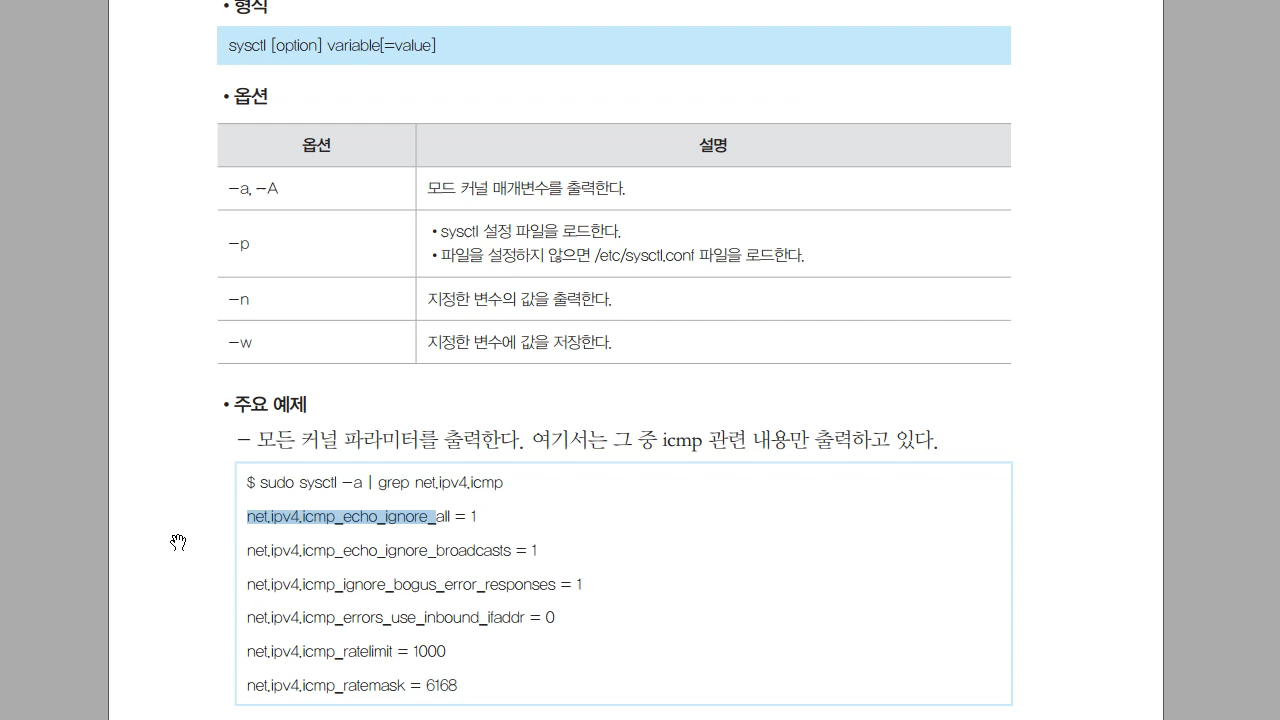 • 형식
sysctl [option] variable[=value]
• 옵션
옵션 설명
-a, -A 모드 커널 매개변수를 출력한다.
-p
• sysctl 설정 파일을 로드한다.
• 파일을 설정하지 않으면 /etc/sysctl.conf 파일을 로드한다.
-n 지정한 변수의 값을 출력한다.
-w 지정한 변수에 값을 저장한다.
• 주요 예제
- 모든 커널 파라미터를 출력한다. 여기서는 그 중 icmp 관련 내용만 출력하고 있다.
$ sudo sysctl -a | grep net.ipv4.icmp
net.ipv4.icmp_echo_ignore_all = 1
net.ipv4.icmp_echo_ignore_broadcasts = 1
net.ipv4.icmp_ignore_bogus_error_responses = 1
net.ipv4.icmp_errors_use_inbound_ifaddr = 0
net.ipv4.icmp_ratelimit = 1000
net.ipv4.icmp_ratemask = 6168